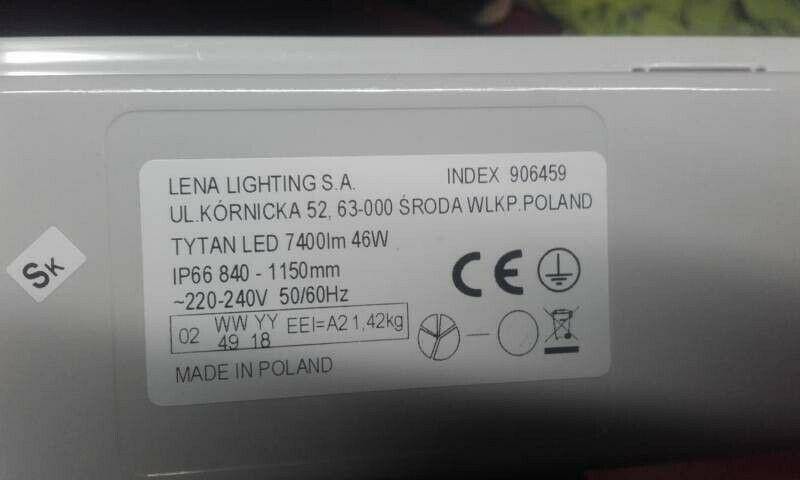 LENA LIGHTING S.A. INDEX 906459
UL.KÓRNICKA 52, 63-000 ŚRODA WLKP.POLAND
TYTAN LED 7400lm 46W
IP66 840 - 1150mm
~220-240V 50/60Hz
02 WW YY EEI=A2 1,42kg
49 18
MADE IN POLAND
CE
SK